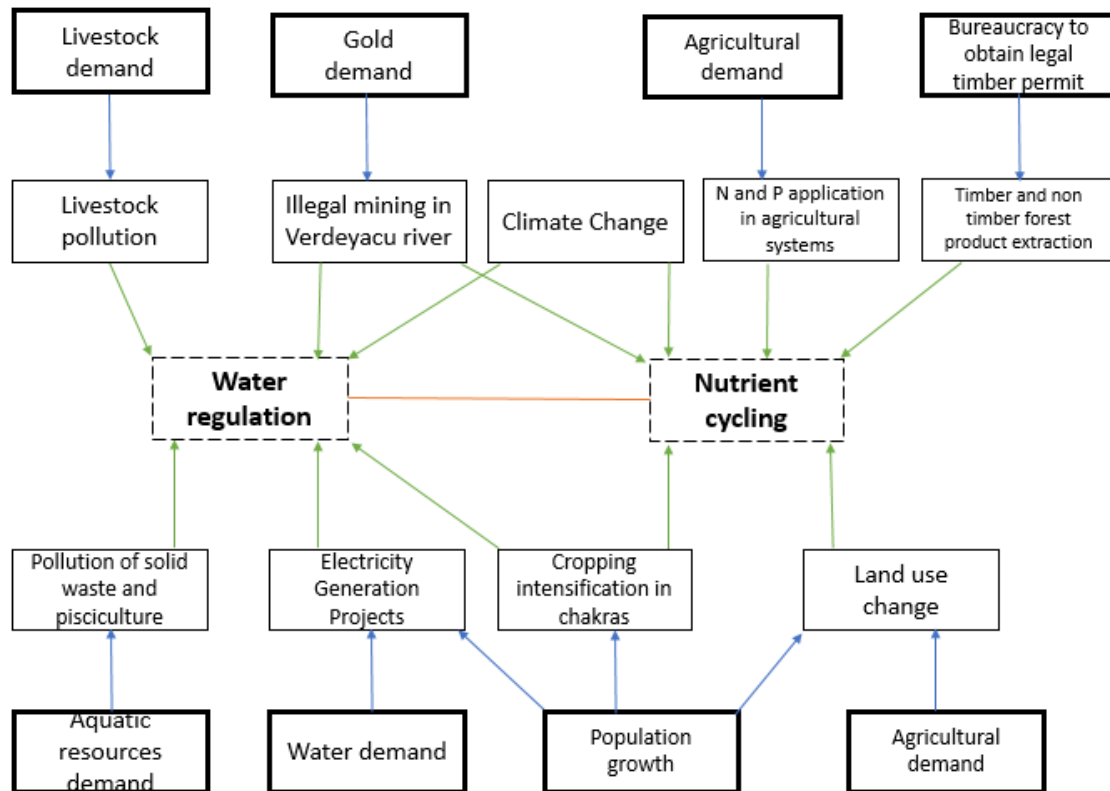 Livestock
demand
Gold
demand
Agricultural
demand
Bureaucracy to
obtain legal
timber permit
Livestock
pollution
Illegal mining in
Verdeyacu river
Climate Change
N and P application
in agricultural
systems
Timber and non
timber forest
product extraction
Water
regulation
Nutrient
cycling
Pollution of solid
waste and
pisciculture
Electricity
Generation
Projects
Cropping
intensification in
chakras
Land use
change
Aquatic
resources
demand
Water demand
Population
growth
Agricultural
demand